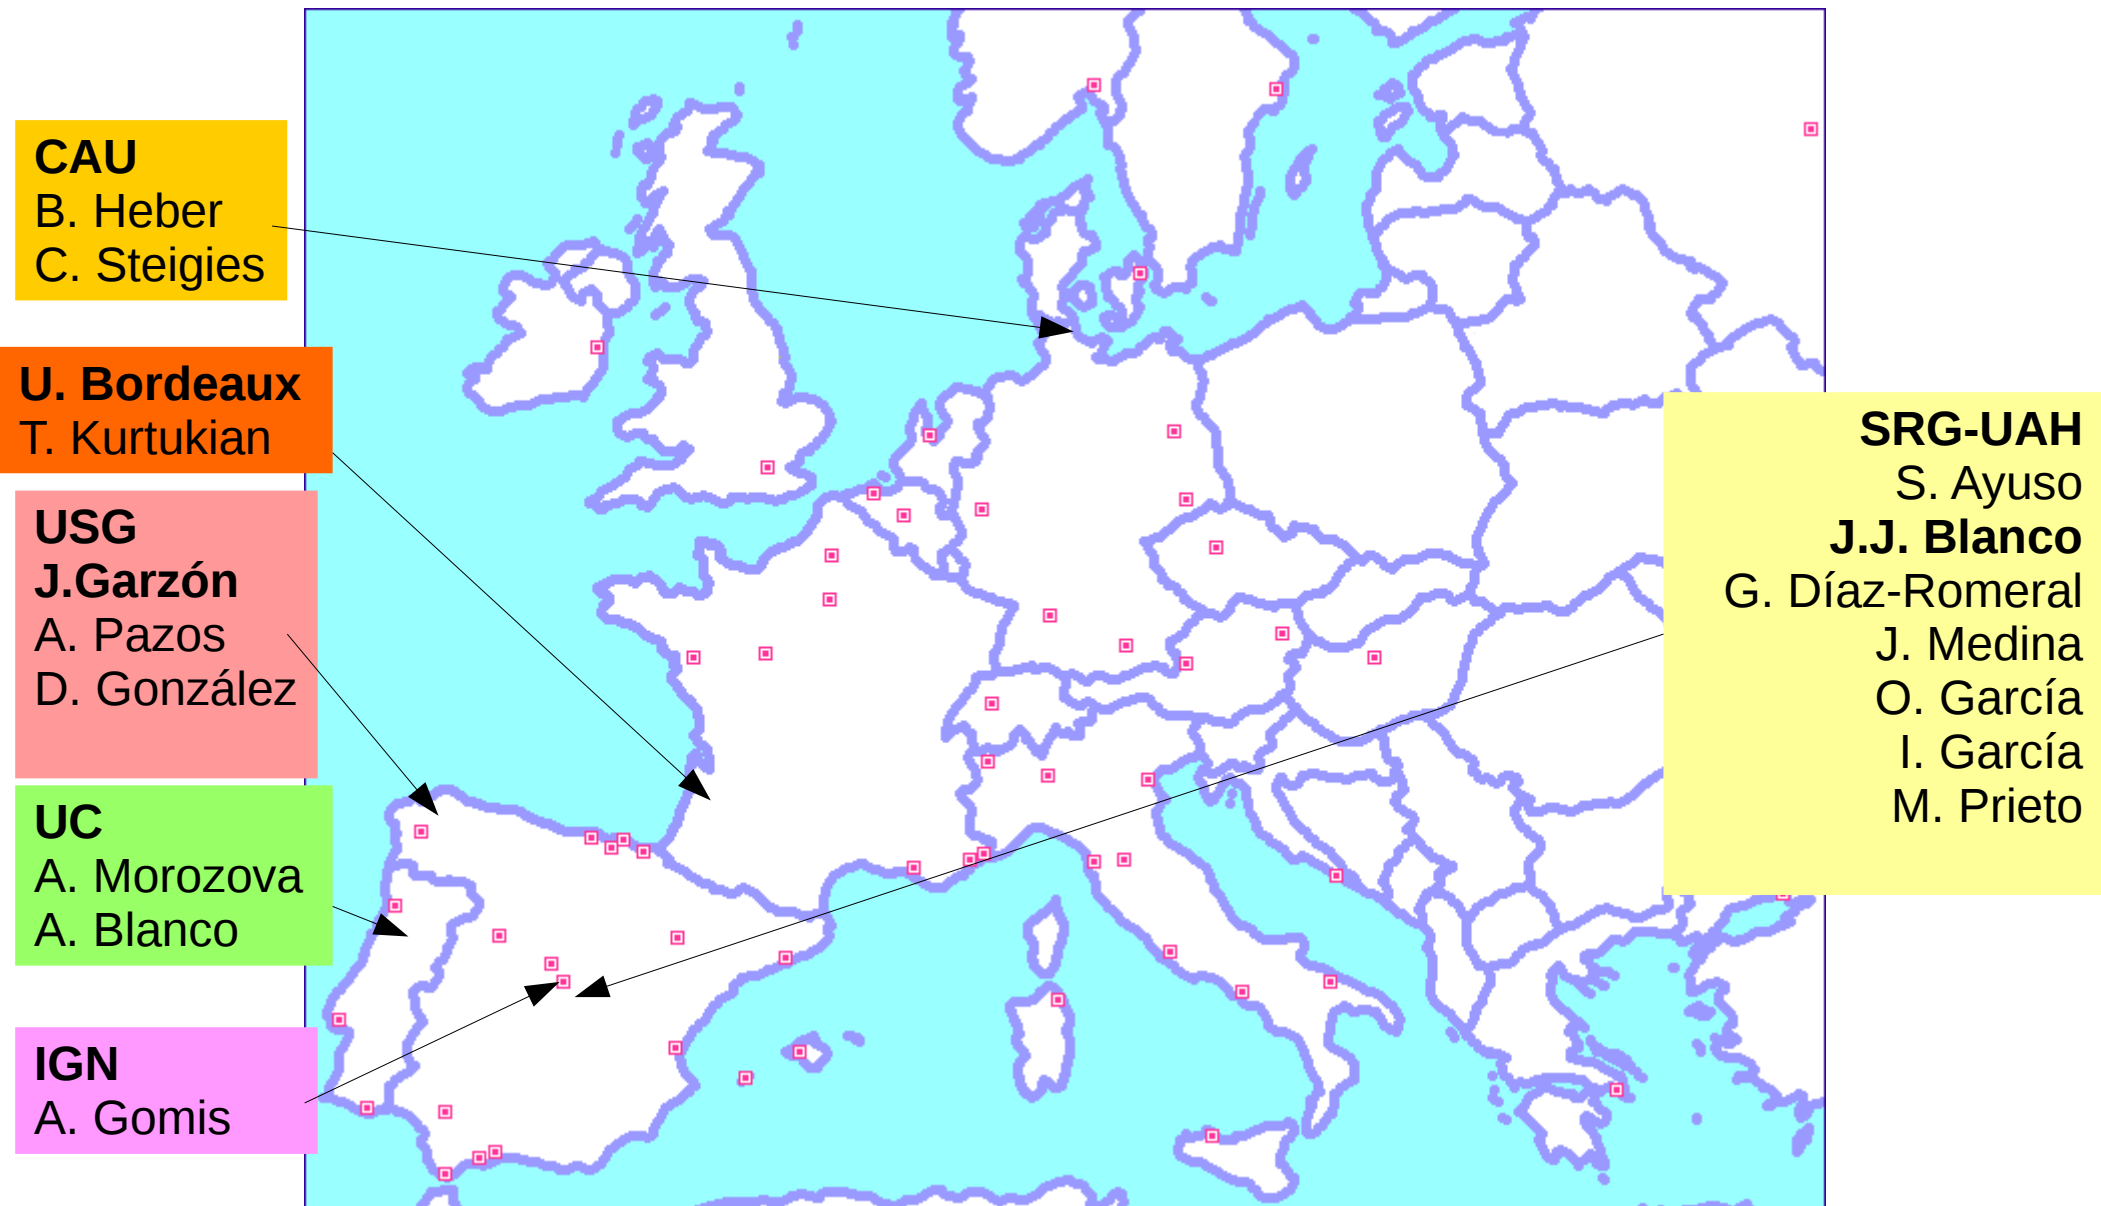 CAU
B. Heber
C. Steigies
U. Bordeaux
T. Kurtukian
USG
J.Garzón
A. Pazos
D. González
UC
A. Morozova
A. Blanco
IGN
A. Gomis
SRG-UAH
S. Ayuso
J.J. Blanco
G. Díaz-Romeral
J. Medina
O. García
I. García
M. Prieto